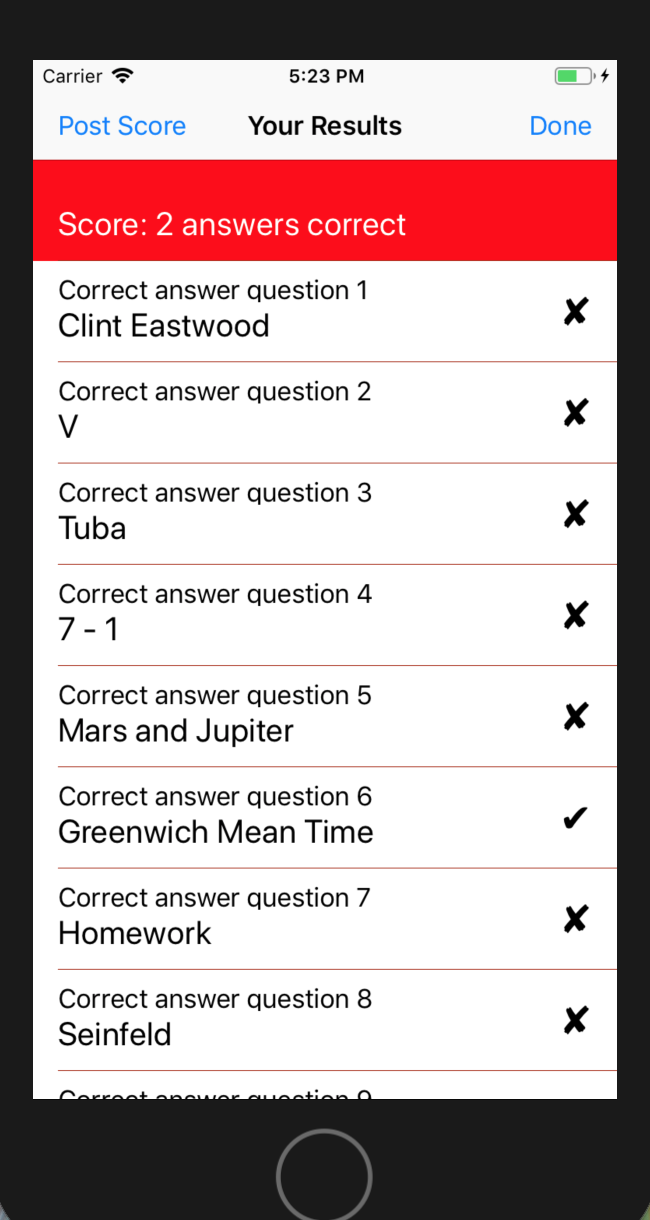 Carrier 5:23 PM
Post Score Your Results Done
Score: 2 answers correct
Correct answer question 1
Clint Eastwood
✘
Correct answer question 2
V
✘
Correct answer question 3
Tuba
✘
Correct answer question 4
7 - 1
✘
Correct answer question 5
Mars and Jupiter
✘
Correct answer question 6
Greenwich Mean Time
✔
Correct answer question 7
Homework
✘
Correct answer question 8
Seinfeld
✘
Correct answer question 9